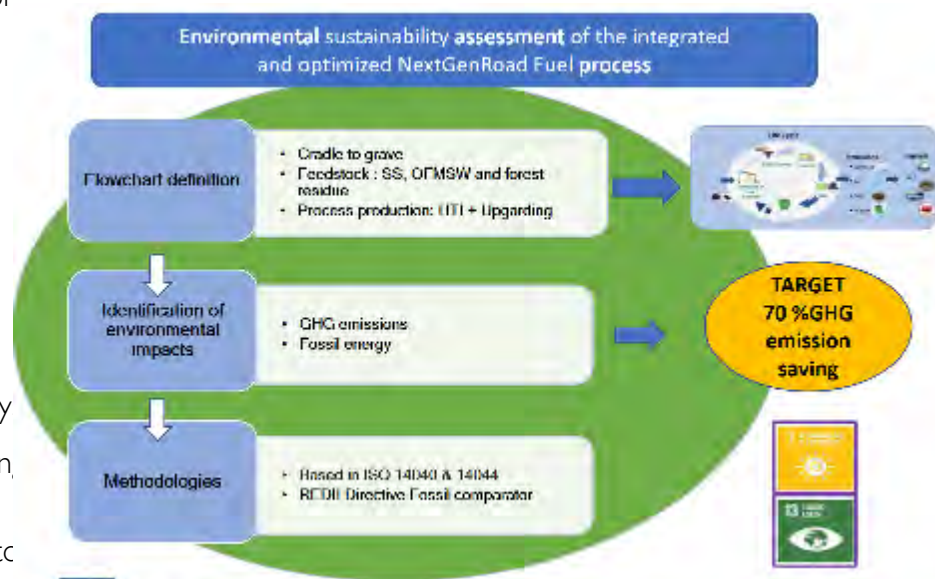 Environmental sustainability assessment of the integrated
and optimized NextGenRoad Fuel process
Flowchart definition
• Cradle to grave
• Feedstock : SS, OFMSW and forest
residue
• Process production: HTL + Upgarding
Identification of
environmental
impacts
• GHG emissions
• Fossil energy
TARGET
70 %GHG
emission
saving
Methodologies
• Based in ISO 14040 & 14044
• REDII Directive Fossil comparator